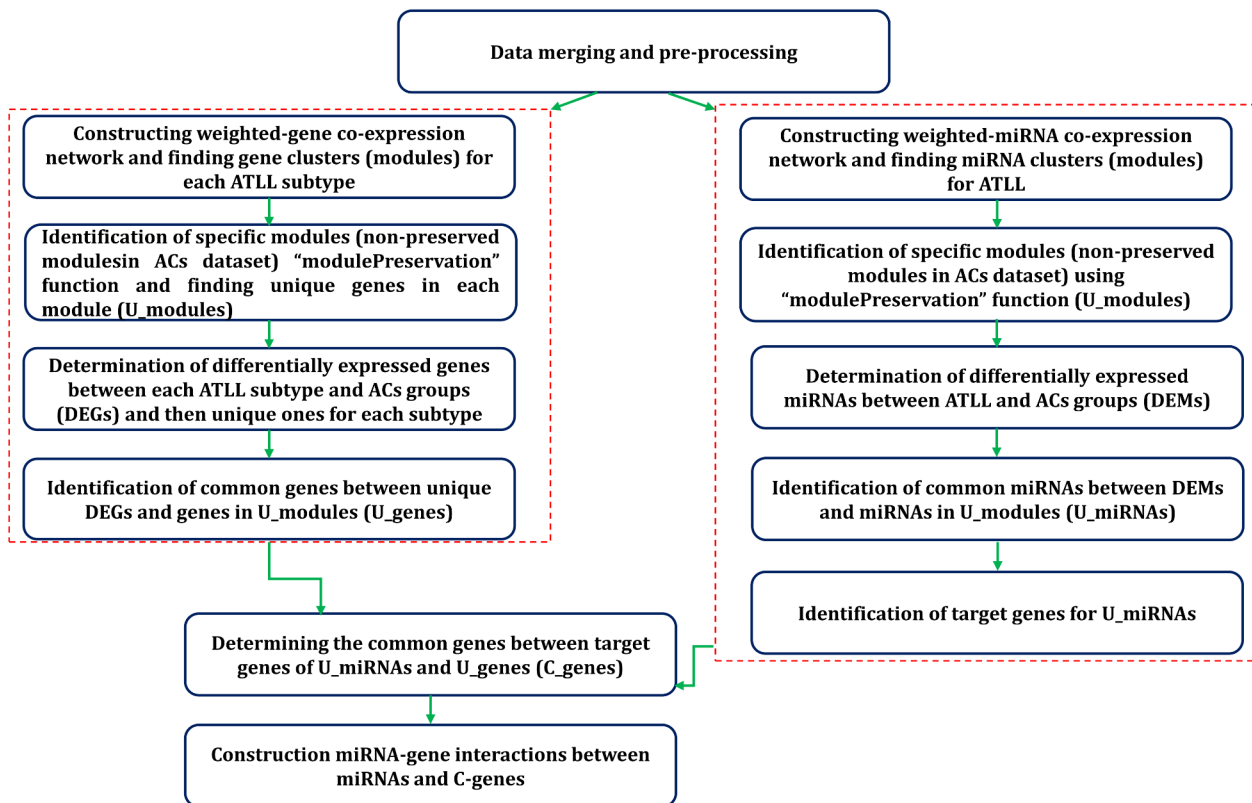 Data merging and pre-processing
Constructing weighted-gene co-expression
network and finding gene clusters (modules) for
each ATLL subtype
Identification of specific modules (non-preserved
modulesin ACs dataset) “modulePreservation”
function and finding unique genes in each
module (U_modules)
Determination of differentially expressed genes
between each ATLL subtype and ACs groups
(DEGs) and then unique ones for each subtype
Identification of common genes between unique
DEGs and genes in U_modules (U_genes)
Constructing weighted-miRNA co-expression
network and finding miRNA clusters (modules)
for ATLL
Identification of specific modules (non-preserved
modules in ACs dataset) using
“modulePreservation” function (U_modules)
Determination of differentially expressed
miRNAs between ATLL and ACs groups (DEMs)
Identification of common miRNAs between DEMs
and miRNAs in U_modules (U_miRNAs)
Identification of target genes for U_miRNAs
Determining the common genes between target
genes of U_miRNAs and U_genes (C_genes)
Construction miRNA-gene interactions between
miRNAs and C-genes